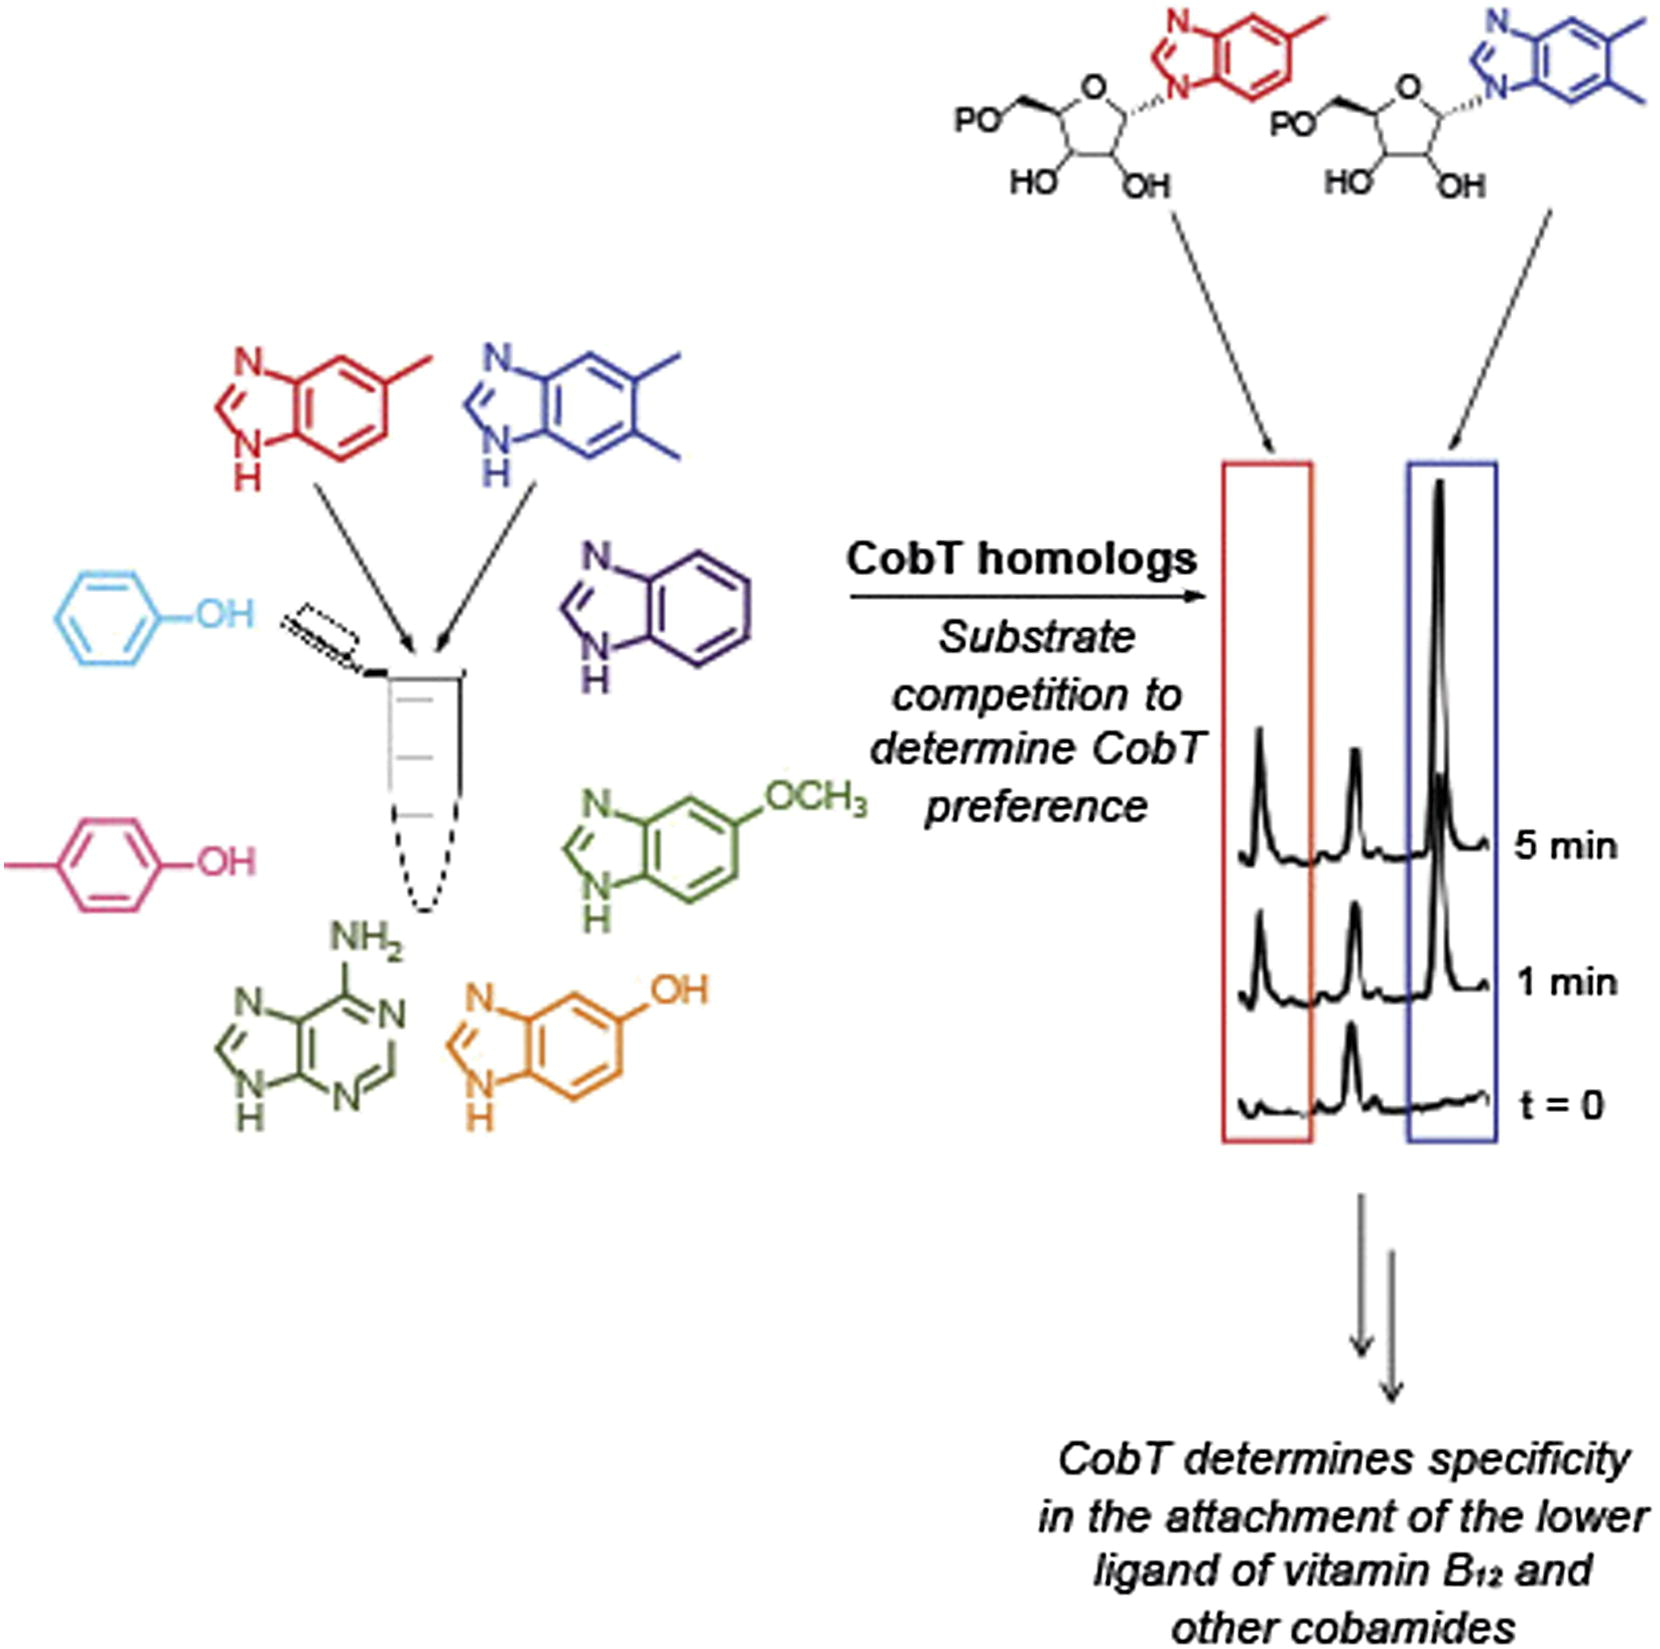 N
N
PO
O
HO
OH
N
N
PO
O
HO
OH
N
N
H
N
N
H
OH
N
N
H
CobT homologs
Substrate
competition to
determine CobT
preference
OH
N
N
H
OCH₃
NH₂
N
N
N
H
N
N
N
H
OH
5 min
1 min
t = 0
CobT determines specificity
in the attachment of the lower
ligand of vitamin B₁₂ and
other cobamides